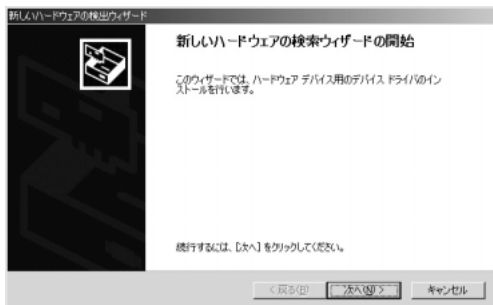 新しいハードウェアの検出ウィザード
新しいハードウェアの検索ウィザードの開始
このウィザードでは、ハードウェア デバイス用のデバイス ドライバのイン
ストールを行います。
続行するには、[次へ] をクリックしてください。
< 戻る(B)
次へ(N) >
キャンセル